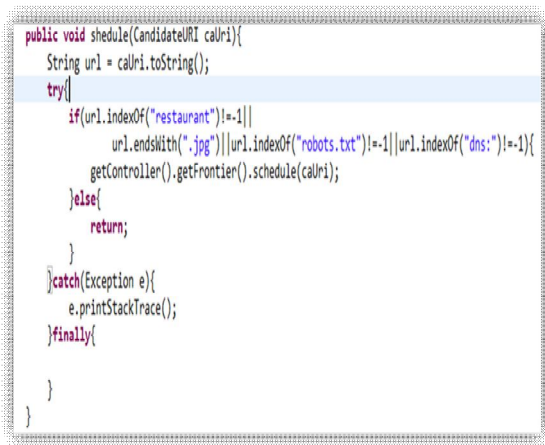 public void shedule(CandidateURI caUri){
String url = caUri.toString();
try{
if(url.indexOf("restaurant")!=-1||
url.endsWith(".jpg")||url.indexOf("robots.txt")!=-1||url.indexOf("dns:")!=-1){
getController().getFrontier().schedule(caUri);
}else{
return;
}
}catch(Exception e){
e.printStackTrace();
}finally{
}
}